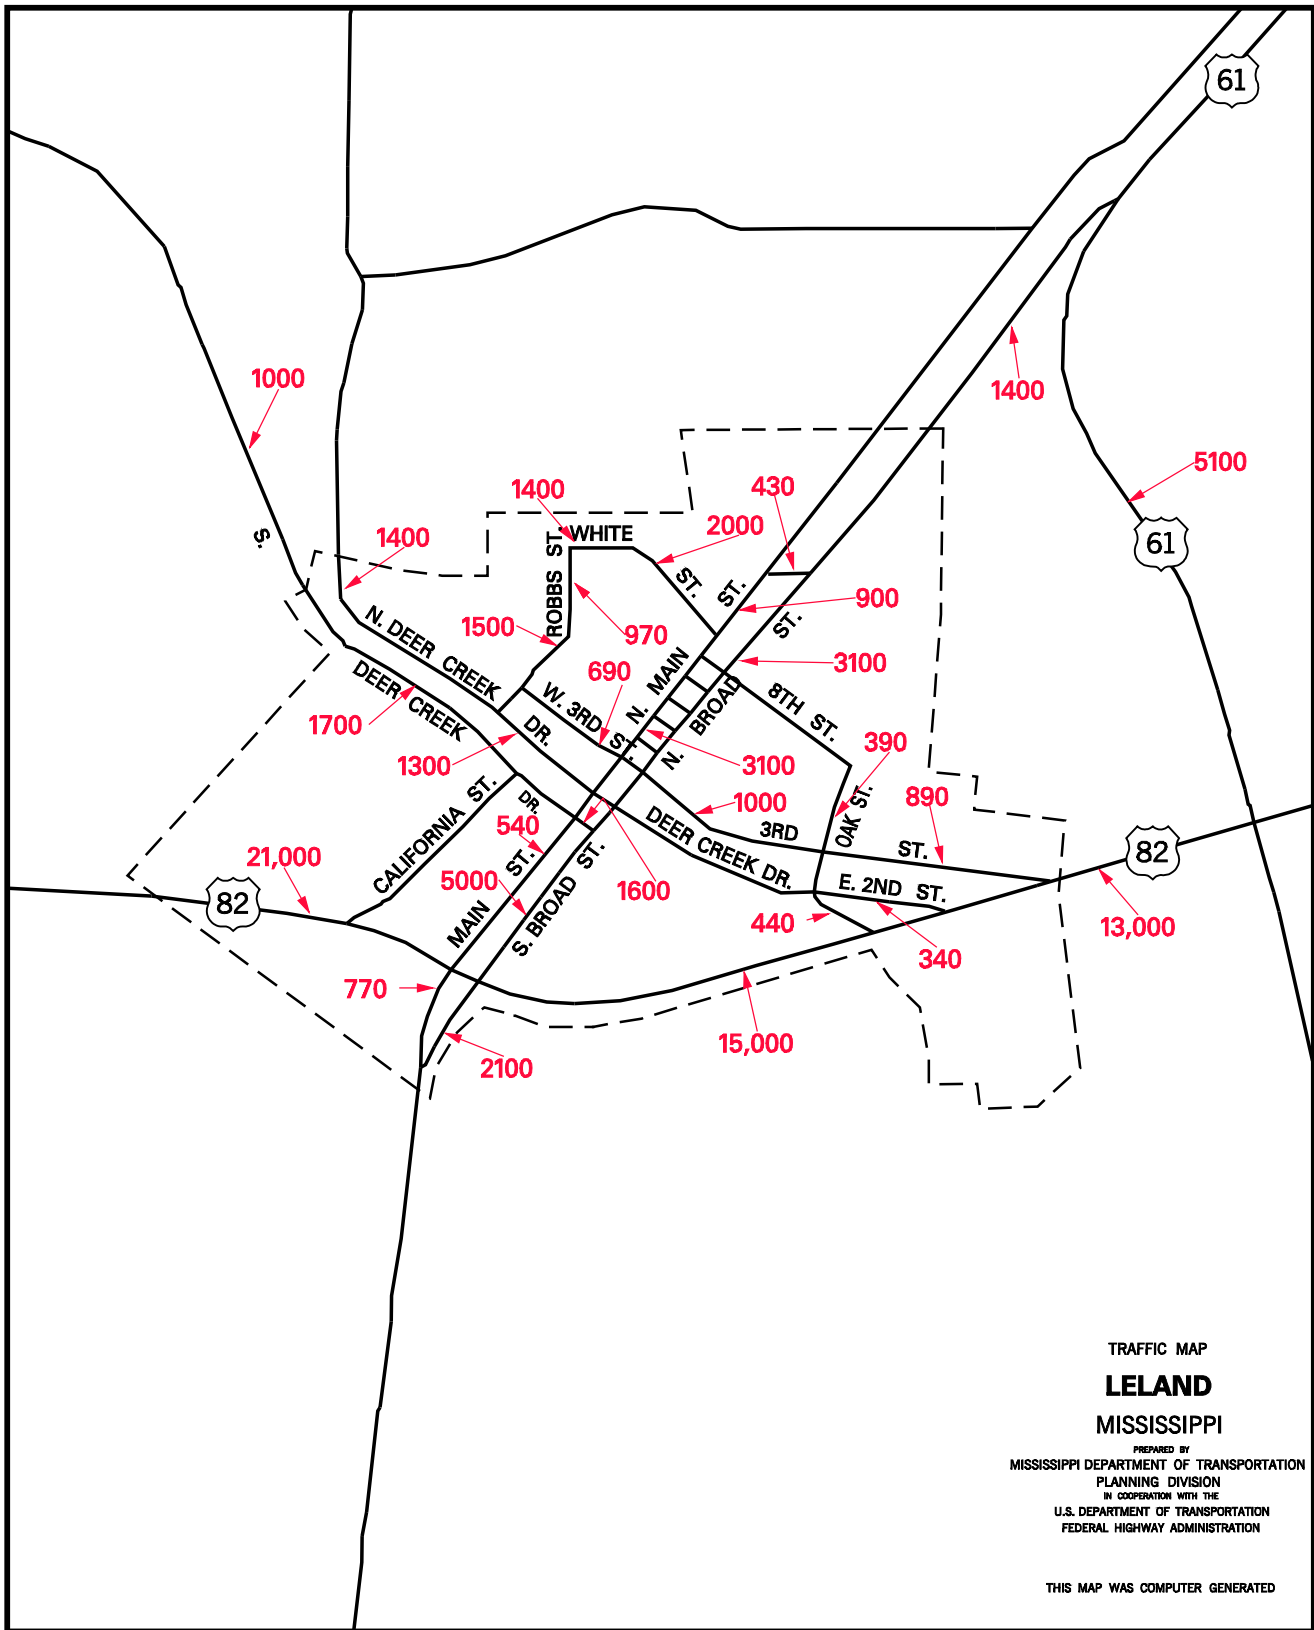 61
1000
1400
5100
1400
430
2000
WHITE
ST.
61
S.
1400
ROBBS ST.
ST.
ST.
900
N. DEER CREEK
1500
970
ST.
3100
DEER CREEK
690
N. MAIN
8TH ST.
W. 3RD ST.
N. BROAD
1700
DR.
1300
3100
390
CALIFORNIA ST.
DR.
1000
OAK ST.
890
540
DEER CREEK DR.
3RD
ST.
82
21,000
MAIN ST.
5000
1600
E. 2ND ST.
82
S. BROAD ST.
440
340
13,000
770
15,000
2100
TRAFFIC MAP
LELAND
MISSISSIPPI
PREPARED BY
MISSISSIPPI DEPARTMENT OF TRANSPORTATION
PLANNING DIVISION
IN COOPERATION WITH THE
U.S. DEPARTMENT OF TRANSPORTATION
FEDERAL HIGHWAY ADMINISTRATION
THIS MAP WAS COMPUTER GENERATED